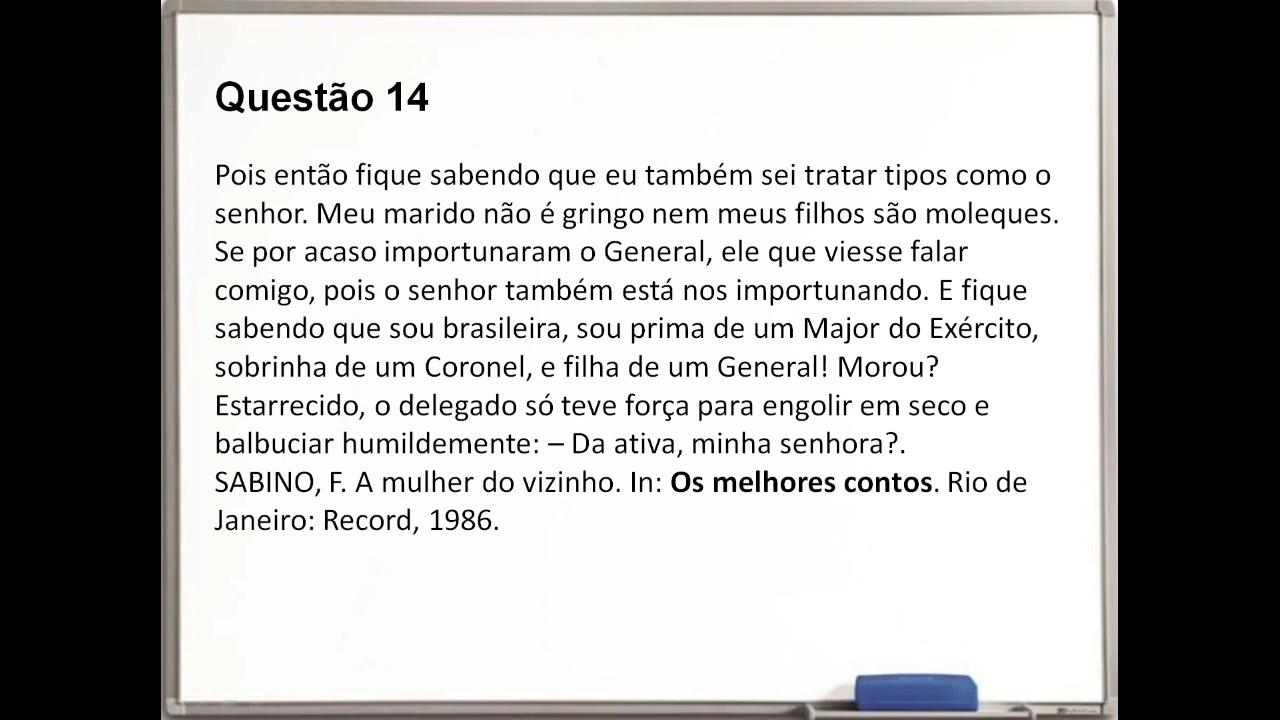 Questão 14
Pois então fique sabendo que eu também sei tratar tipos como o
senhor. Meu marido não é gringo nem meus filhos são moleques.
Se por acaso importunaram o General, ele que viesse falar
comigo, pois o senhor também está nos importunando. E fique
sabendo que sou brasileira, sou prima de um Major do Exército,
sobrinha de um Coronel, e filha de um General! Morou?
Estarrecido, o delegado só teve força para engolir em seco e
balbuciar humildemente: – Da ativa, minha senhora?.
SABINO, F. A mulher do vizinho. In: Os melhores contos. Rio de
Janeiro: Record, 1986.